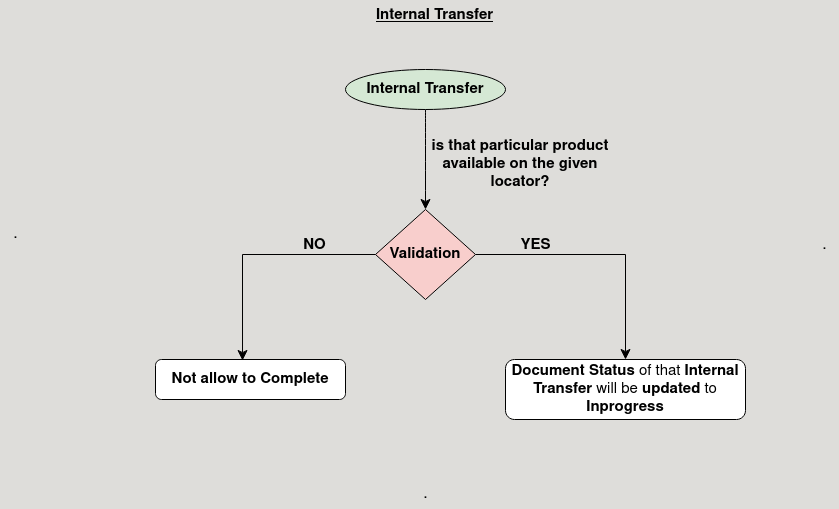 Internal Transfer
Internal Transfer
is that particular product
available on the given
locator?
NO
YES
Validation
Not allow to Complete
Document Status of that Internal
Transfer will be updated to
Inprogress